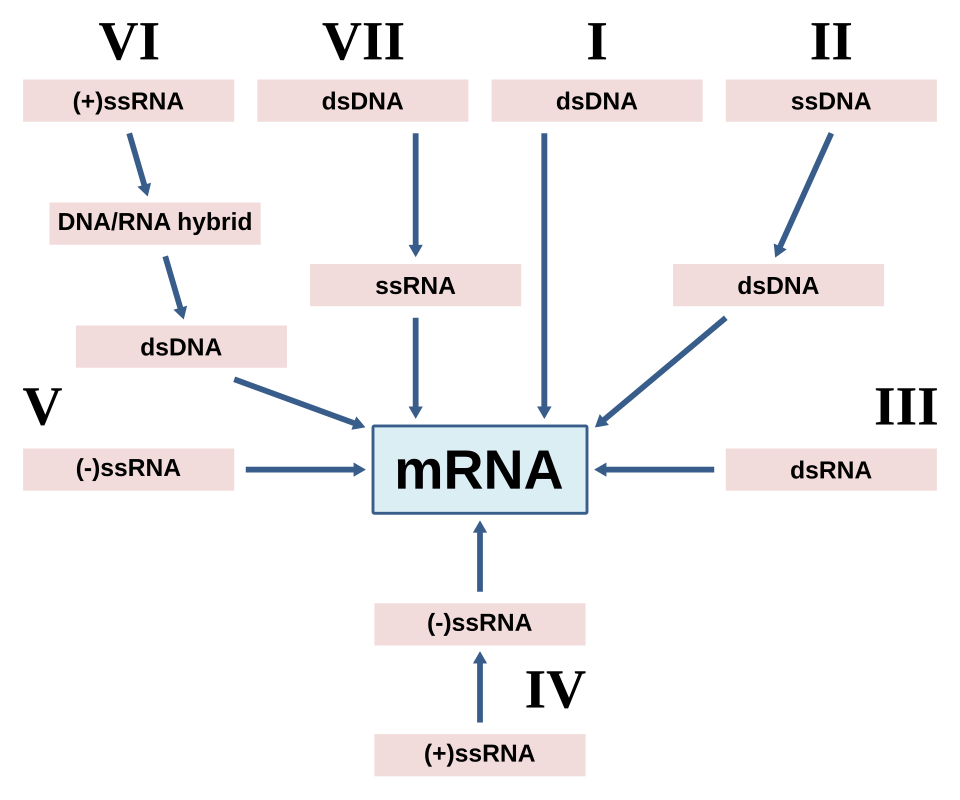 VI
VII
I
II
(+)ssRNA
dsDNA
dsDNA
ssDNA
DNA/RNA hybrid
ssRNA
dsDNA
dsDNA
V
III
(-)ssRNA
mRNA
dsRNA
(-)ssRNA
IV
(+)ssRNA